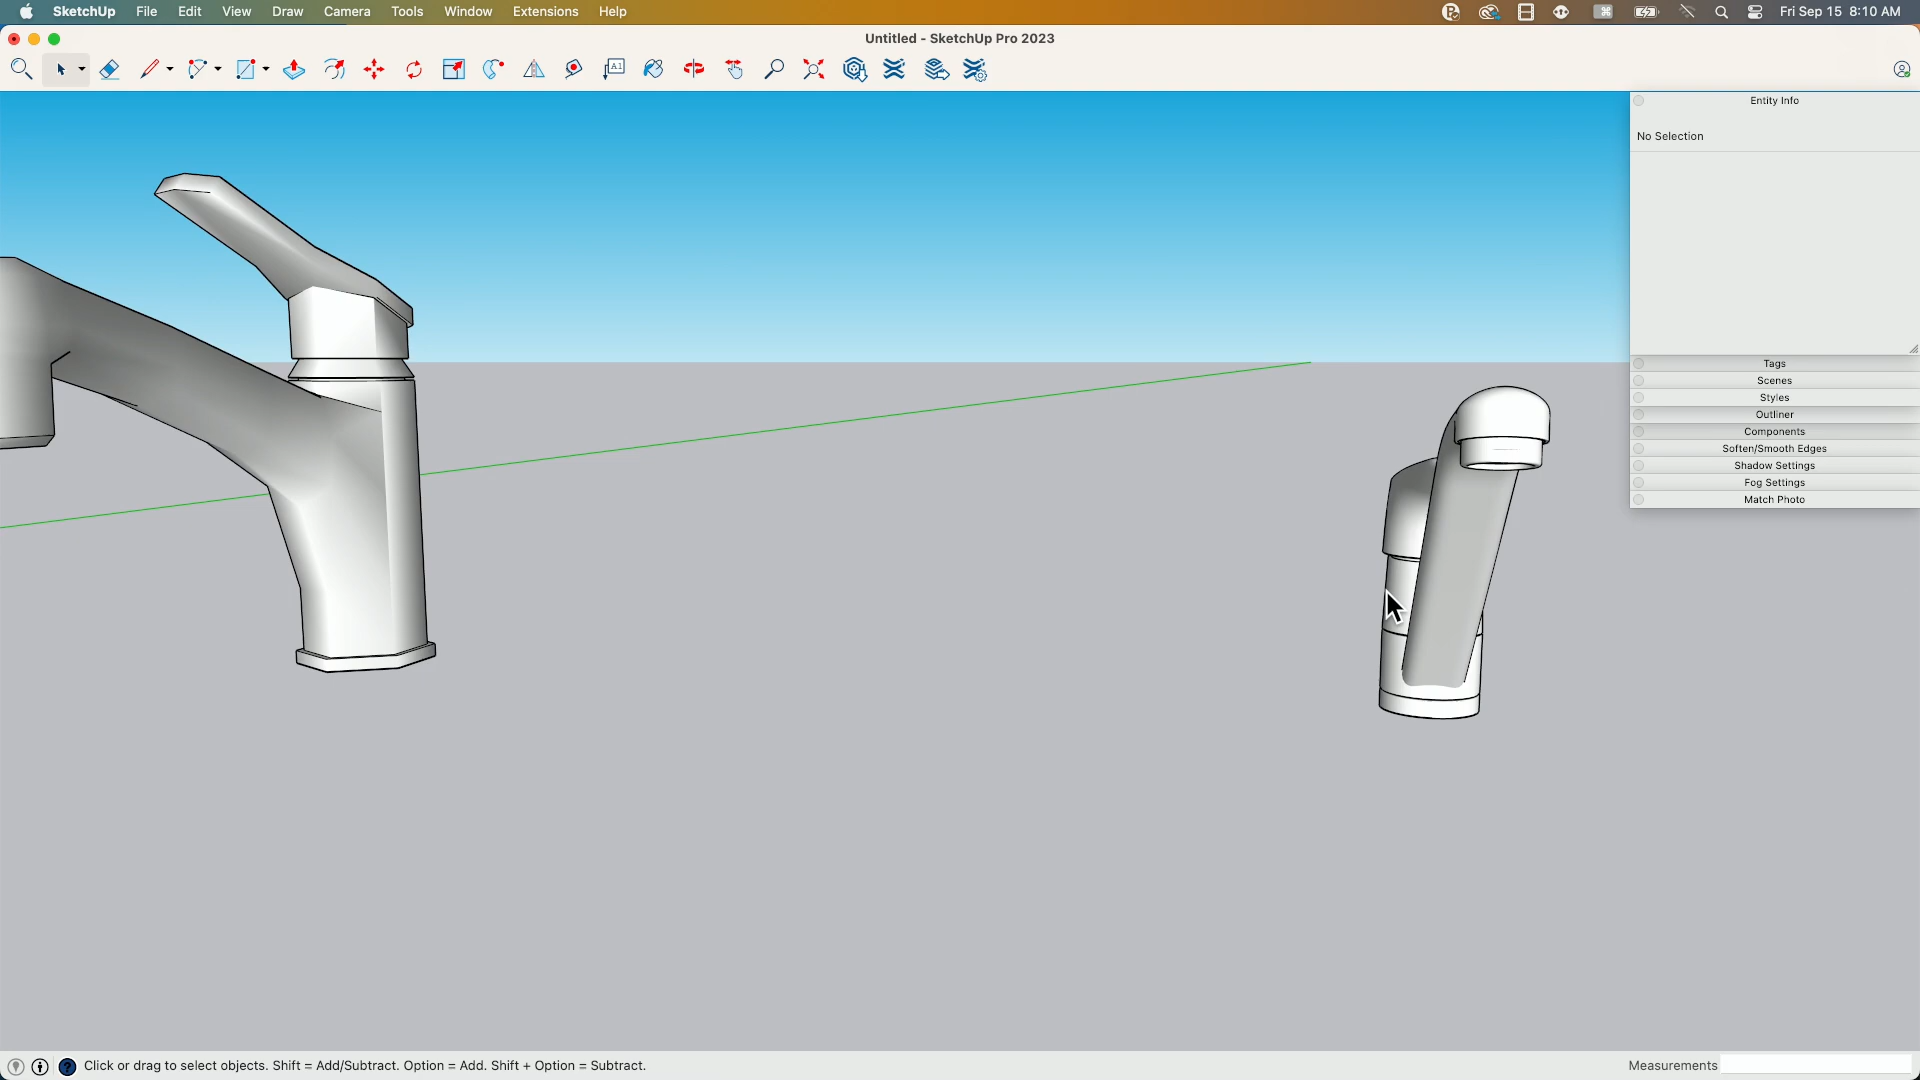 SketchUp File Edit View Draw Camera Tools Window Extensions Help
Fri Sep 15 8:10 AM
Untitled - SketchUp Pro 2023
A1
Entity Info
No Selection
Tags
Scenes
Styles
Outliner
Components
Soften/Smooth Edges
Shadow Settings
Fog Settings
Match Photo
Click or drag to select objects. Shift = Add/Subtract. Option = Add. Shift + Option = Subtract.
Measurements